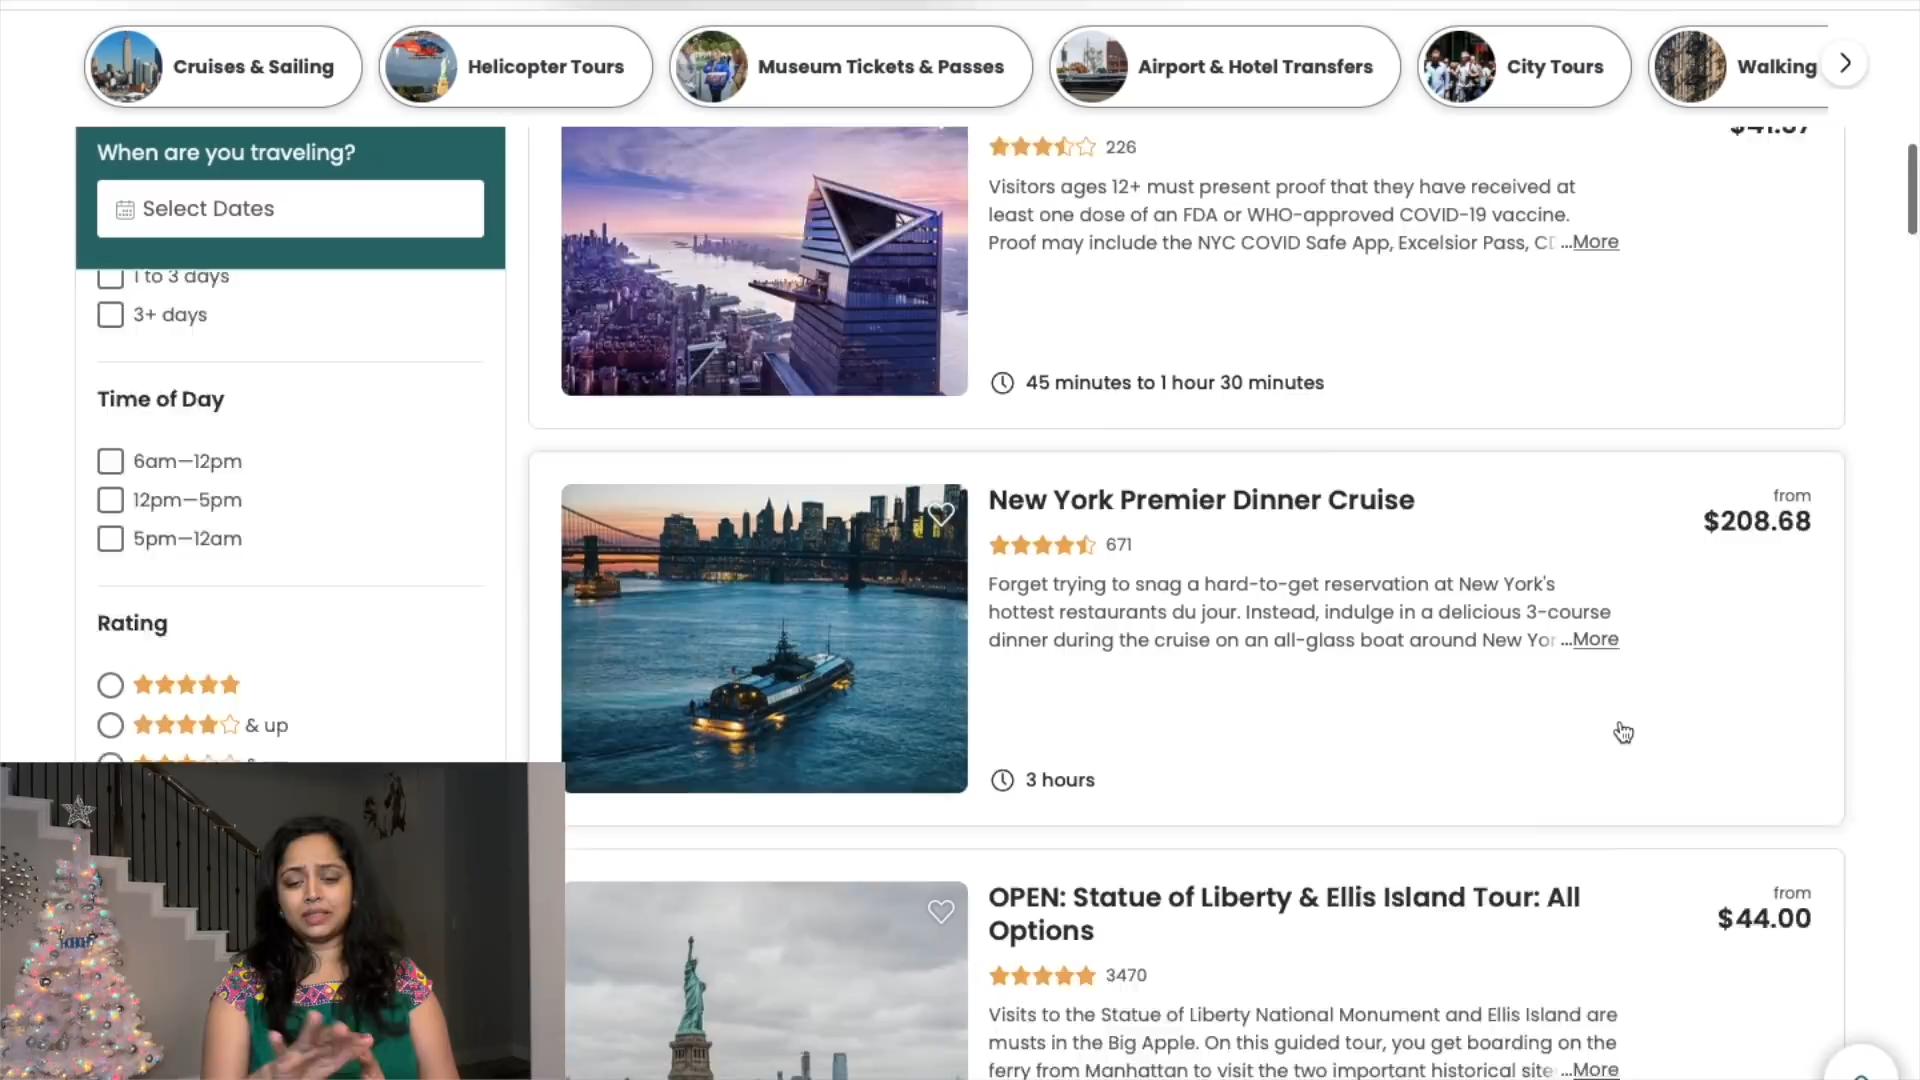 Cruises & Sailing
Helicopter Tours
Museum Tickets & Passes
Airport & Hotel Transfers
City Tours
Walking
When are you traveling?
Select Dates
1 to 3 days
3+ days
Time of Day
6am—12pm
12pm—5pm
5pm—12am
Rating
& up
226
Visitors ages 12+ must present proof that they have received at
least one dose of an FDA or WHO-approved COVID-19 vaccine.
Proof may include the NYC COVID Safe App, Excelsior Pass, CD ...More
45 minutes to 1 hour 30 minutes
New York Premier Dinner Cruise
from
$208.68
671
Forget trying to snag a hard-to-get reservation at New York's
hottest restaurants du jour. Instead, indulge in a delicious 3-course
dinner during the cruise on an all-glass boat around New Yor ...More
3 hours
OPEN: Statue of Liberty & Ellis Island Tour: All
Options
from
$44.00
3470
Visits to the Statue of Liberty National Monument and Ellis Island are
musts in the Big Apple. On this guided tour, you get boarding on the
ferry from Manhattan to visit the two important historical site ...More